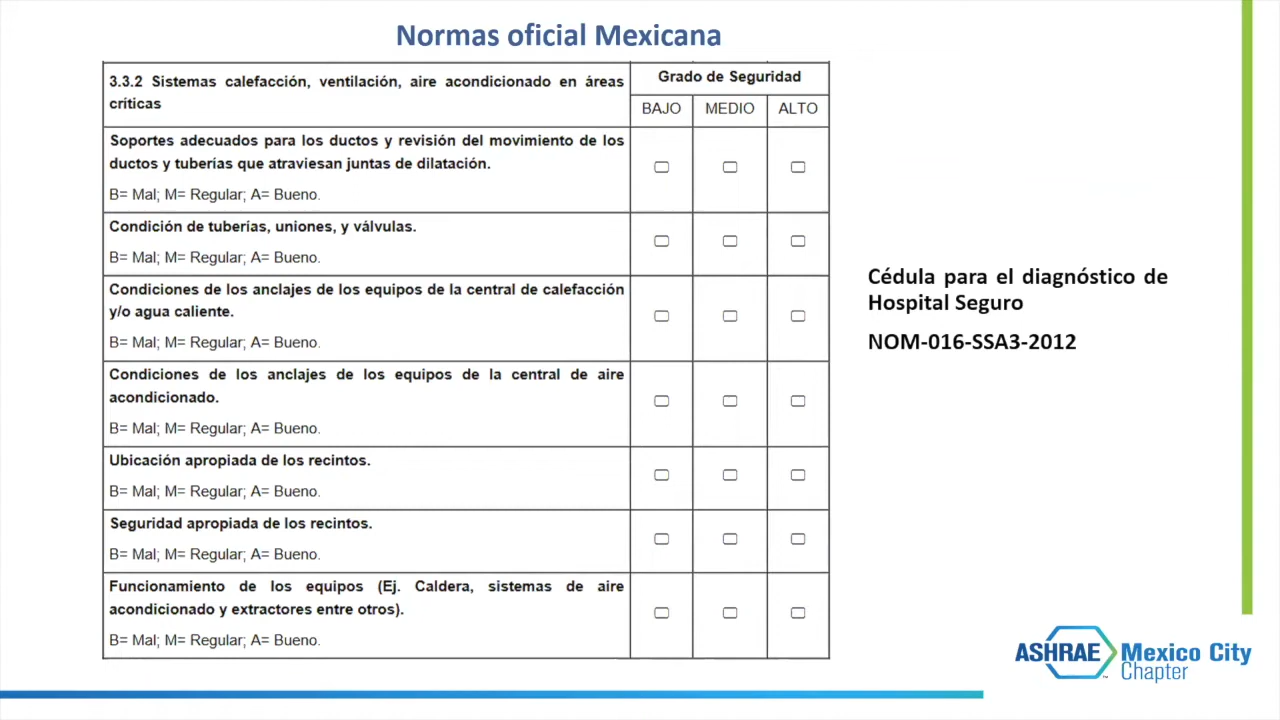 Normas oficial Mexicana
3.3.2 Sistemas calefacción, ventilación, aire acondicionado en áreas
críticas
Grado de Seguridad
BAJO MEDIO ALTO
Soportes adecuados para los ductos y revisión del movimiento de los
ductos y tuberías que atraviesan juntas de dilatación.
B= Mal; M= Regular; A= Bueno.
Condición de tuberías, uniones, y válvulas.
B= Mal; M= Regular; A= Bueno.
Condiciones de los anclajes de los equipos de la central de calefacción
y/o agua caliente.
B= Mal; M= Regular; A= Bueno.
Condiciones de los anclajes de los equipos de la central de aire
acondicionado.
B= Mal; M= Regular; A= Bueno.
Ubicación apropiada de los recintos.
B= Mal; M= Regular; A= Bueno.
Seguridad apropiada de los recintos.
B= Mal; M= Regular; A= Bueno.
Funcionamiento de los equipos (Ej. Caldera, sistemas de aire
acondicionado y extractores entre otros).
B= Mal; M= Regular; A= Bueno.
Cédula para el diagnóstico de
Hospital Seguro
NOM-016-SSA3-2012
ASHRAE Mexico City
Chapter